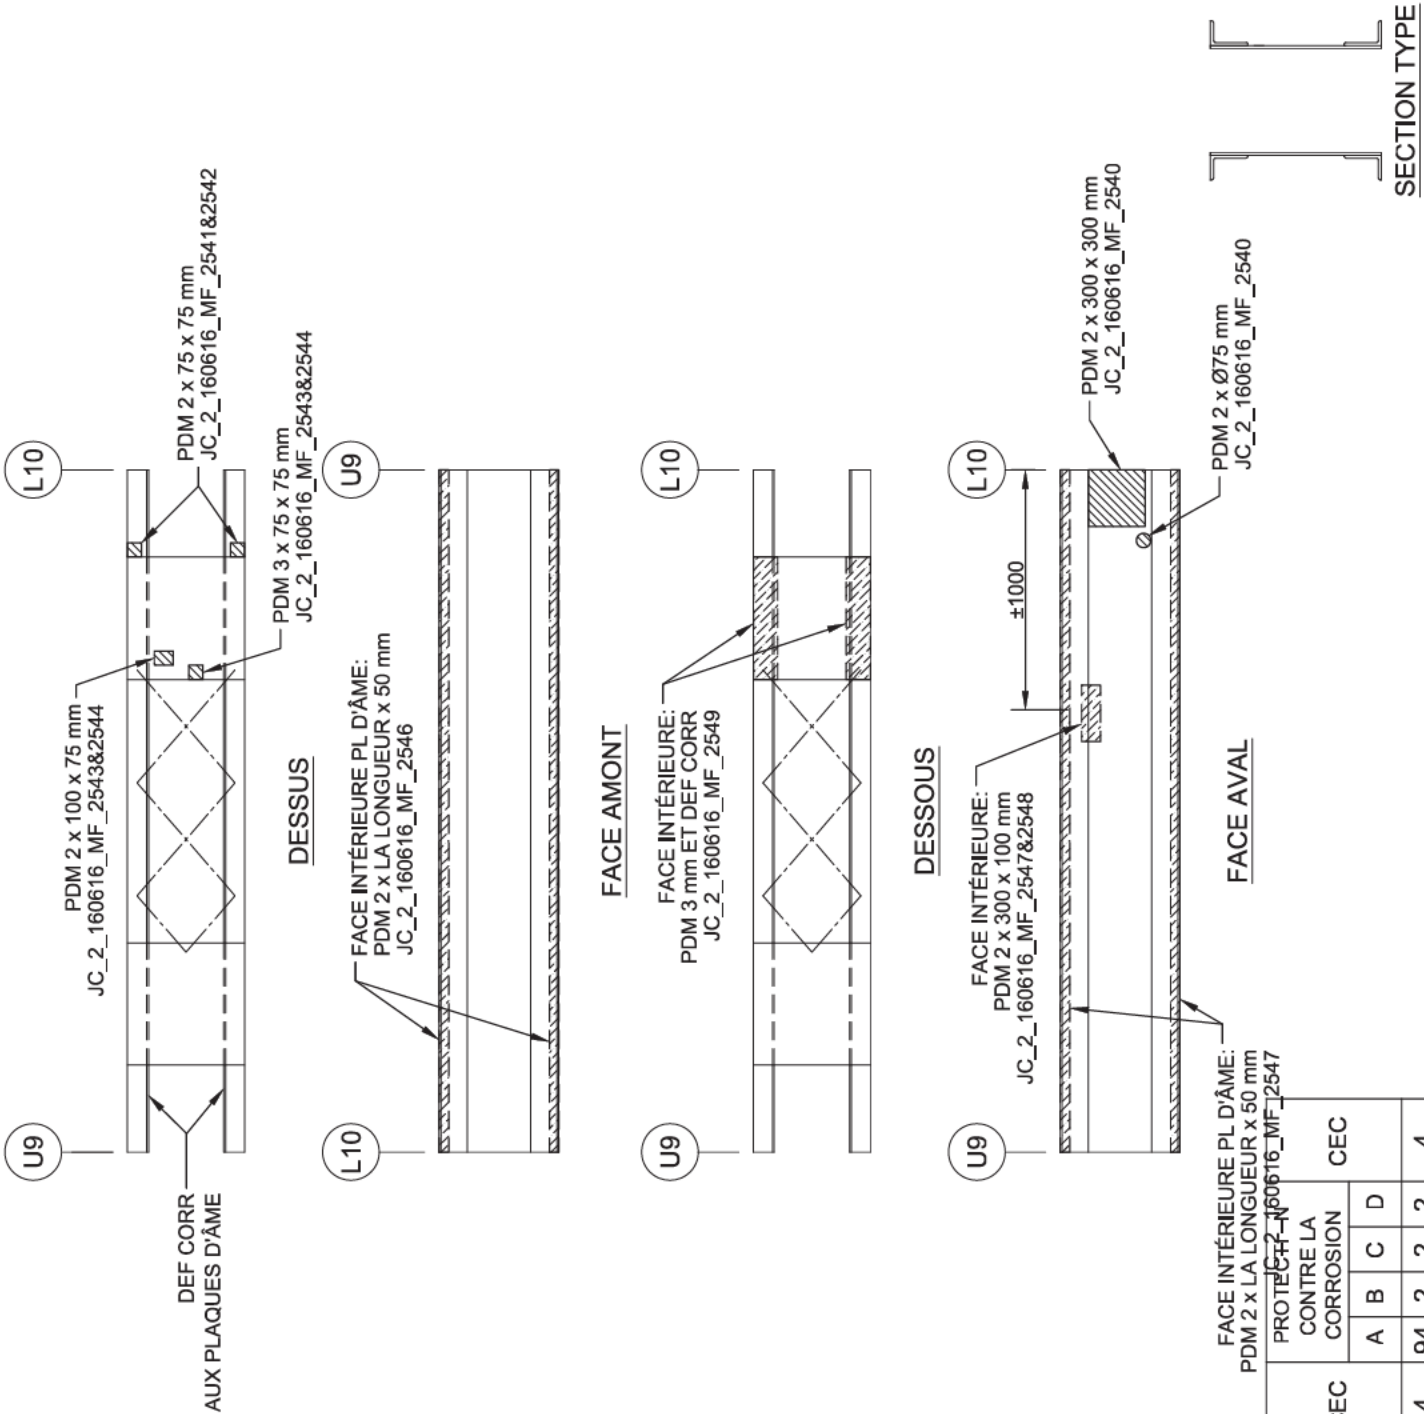 L10
PDM 2 x 75 x 75 mm
JC_2_160616_MF_2541&2542
PDM 3 x 75 x 75 mm
JC_2_160616_MF_2543&2544
PDM 2 x 100 x 75 mm
JC_2_160616_MF_2543&2544
U9
DEF CORR
AUX PLAQUES D'ÂME
DESSUS
U9
FACE INTÉRIEURE PL D'ÂME:
PDM 2 x LA LONGUEUR x 50 mm
JC_2_160616_MF_2546
L10
FACE AMONT
L10
FACE INTÉRIEURE:
PDM 3 mm ET DEF CORR
JC_2_160616_MF_2549
U9
DESSOUS
L10
±1000
PDM 2 x 300 x 300 mm
JC_2_160616_MF_2540
PDM 2 x Ø75 mm
JC_2_160616_MF_2540
FACE INTÉRIEURE:
PDM 2 x 300 x 100 mm
JC_2_160616_MF_2547&2548
U9
FACE INTÉRIEURE PL D'ÂME:
PDM 2 x LA LONGUEUR x 50 mm
JC_2_160616_MF_2547
FACE AVAL
SECTION TYPE
CONTRE LA
CORROSION
CEC
A B C D